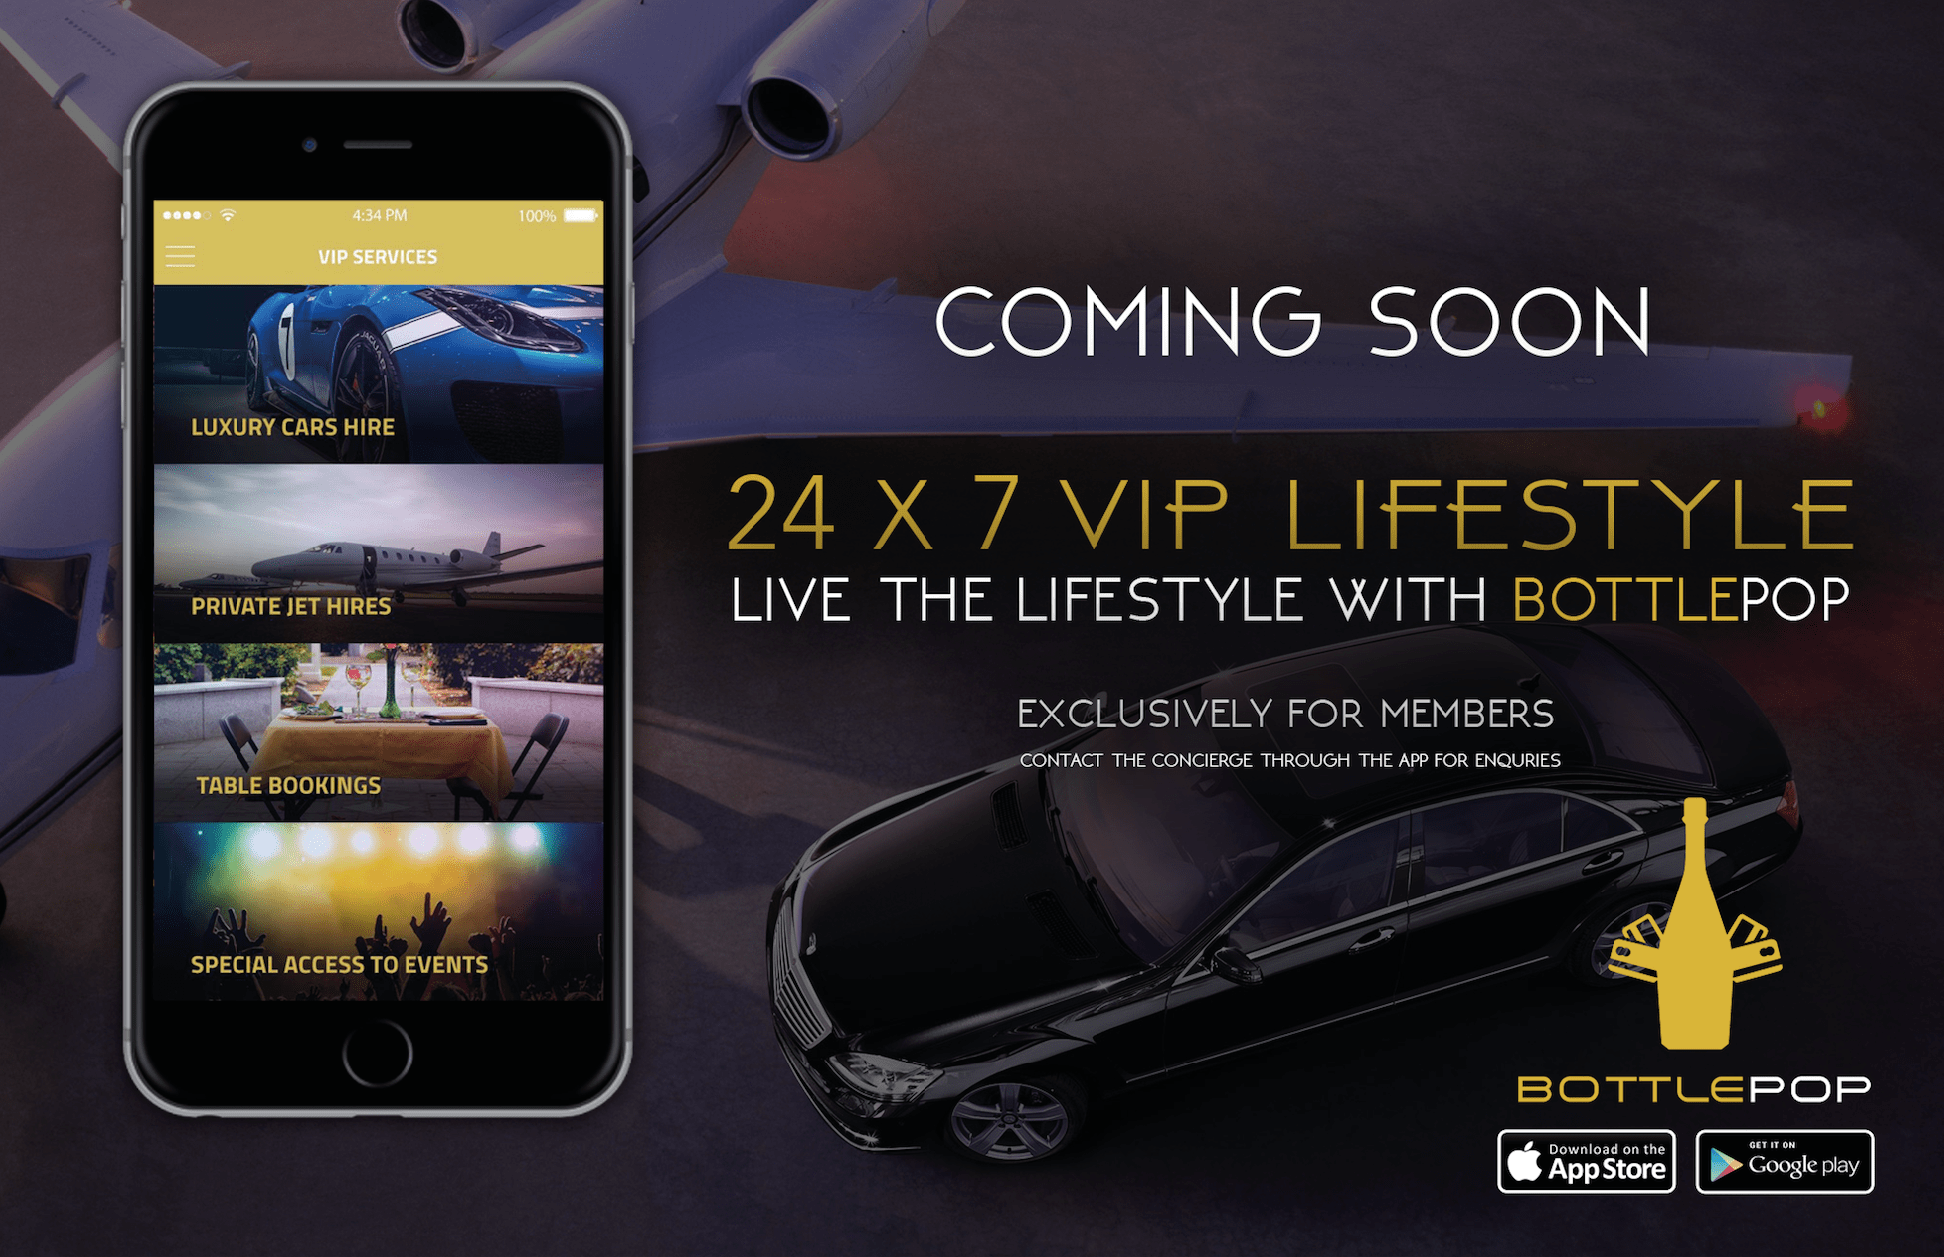 4:34 PM
100%
VIP SERVICES
7
JAGUAR
LUXURY CARS HIRE
PRIVATE JET HIRES
TABLE BOOKINGS
SPECIAL ACCESS TO EVENTS
COMING SOON
24 X 7 VIP LIFESTYLE
LIVE THE LIFESTYLE WITH BOTTLEPOP
EXCLUSIVELY FOR MEMBERS
CONTACT THE CONCIERGE THROUGH THE APP FOR ENQURIES
BOTTLEPOP
Download on the
App Store
GET IT ON
Google play